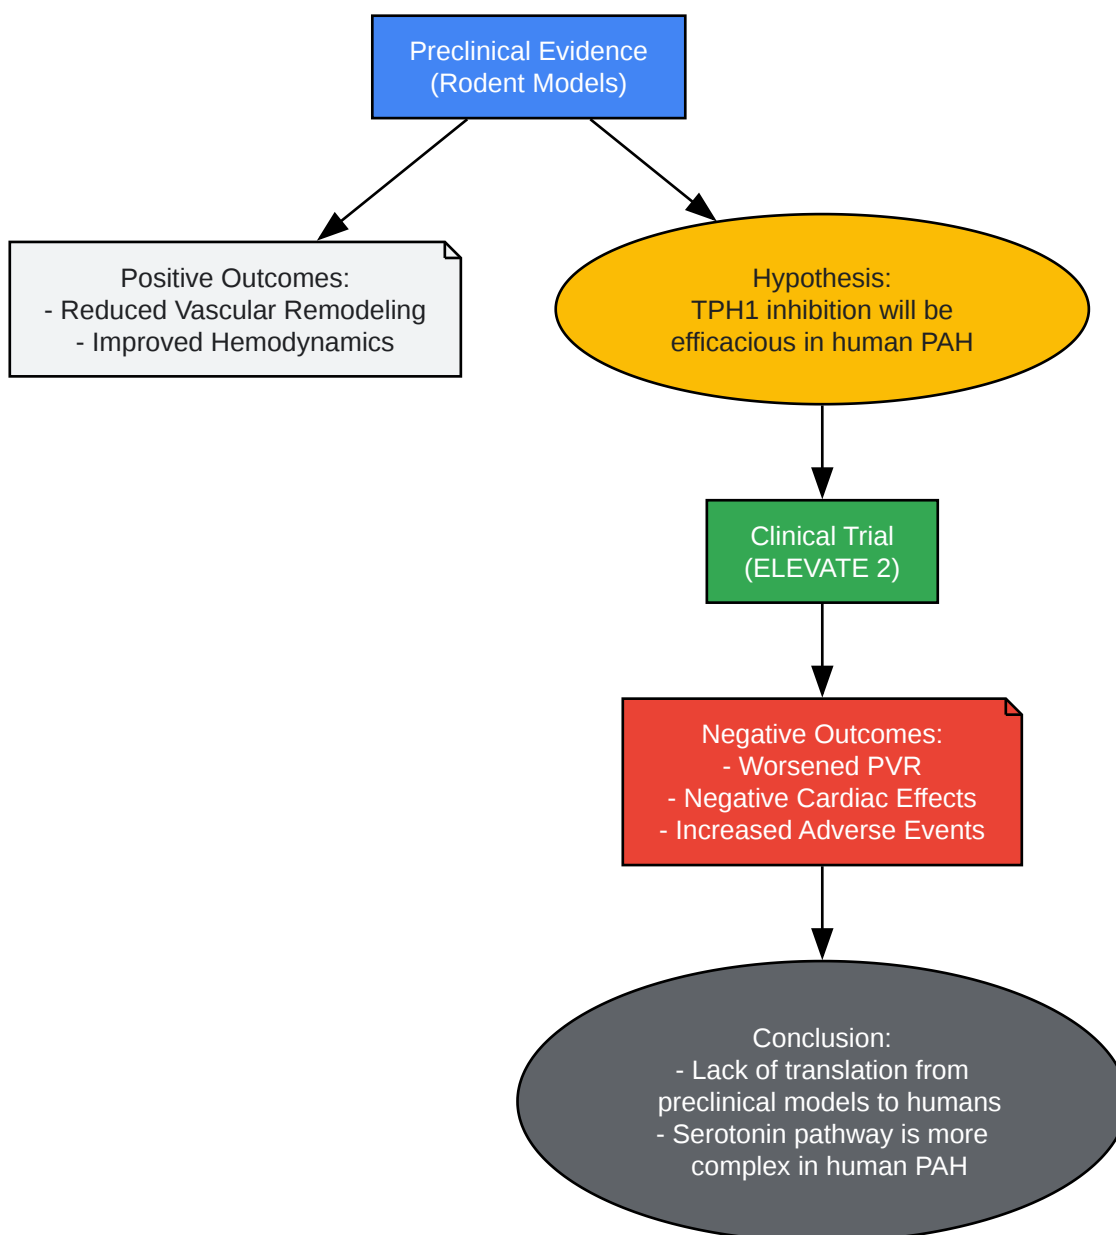 Preclinical Evidence
(Rodent Models)
Positive Outcomes:
- Reduced Vascular Remodeling
- Improved Hemodynamics
Hypothesis:
TPH1 inhibition will be
efficacious in human PAH
Clinical Trial
(ELEVATE 2)
Negative Outcomes:
- Worsened PVR
- Negative Cardiac Effects
- Increased Adverse Events
Conclusion:
- Lack of translation from
preclinical models to humans
- Serotonin pathway is more
complex in human PAH